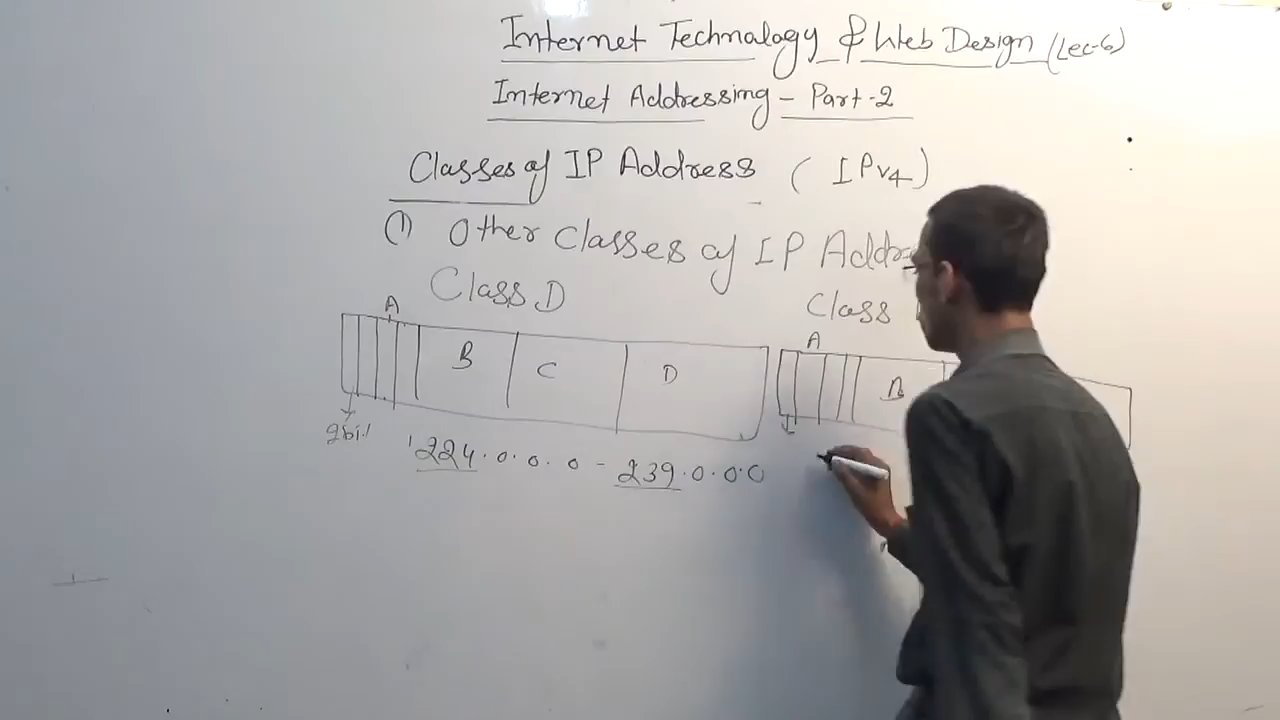 Internet Technology & Web Design (Lec-6)
Internet Addressing - Part-2
Classes of IP Address ( IPv4 )
(1) Other Classes of IP Addre
Class D
Class
A
B
C
D
A
B
224.0.0.0 - 239.0.0.0